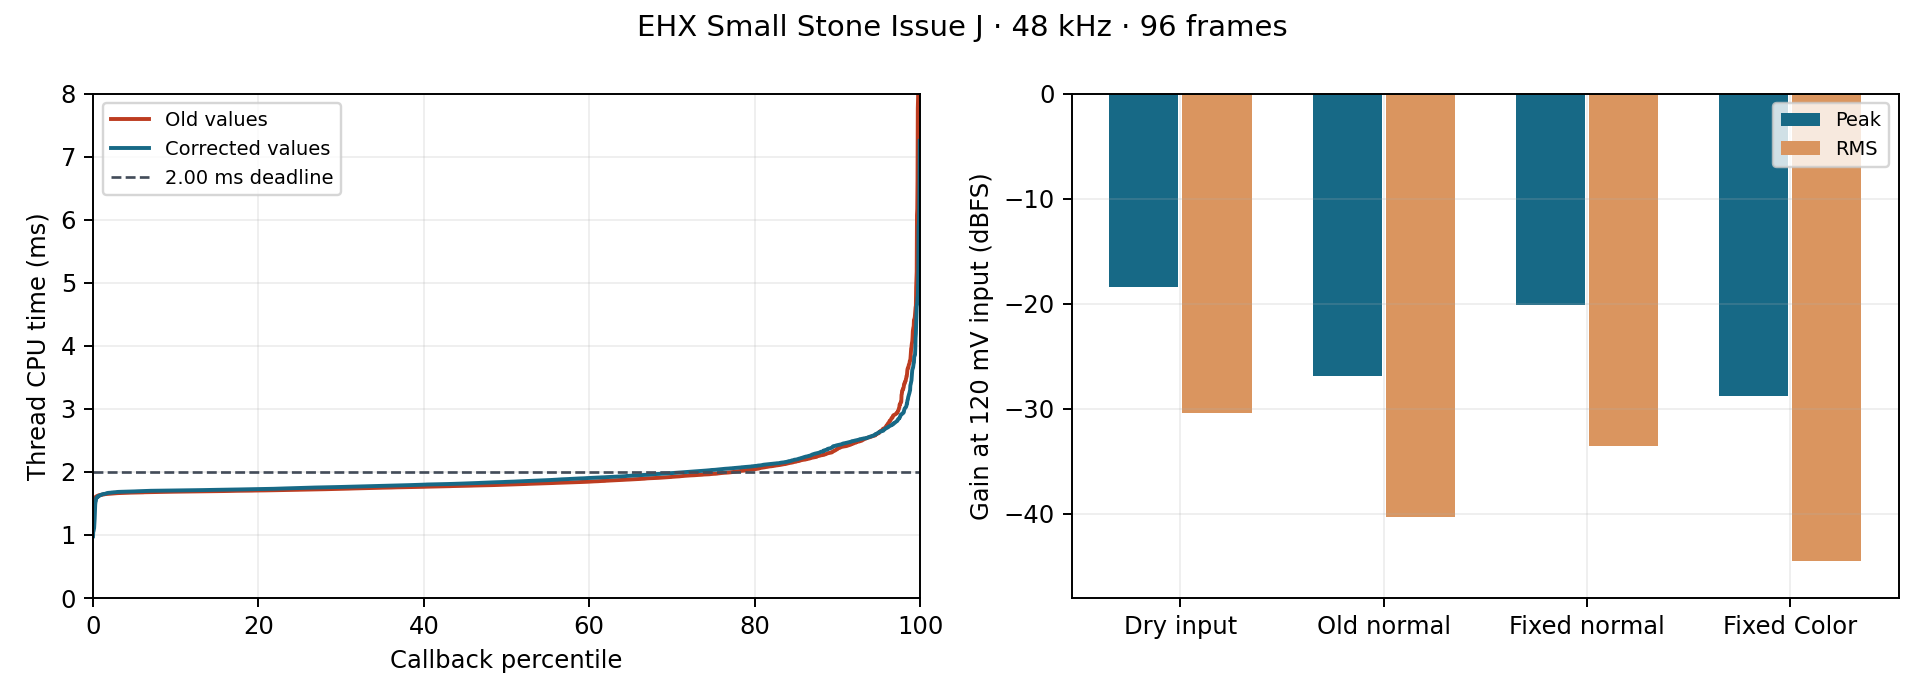 EHX Small Stone Issue J · 48 kHz · 96 frames
Thread CPU time (ms)
8
7
6
5
4
3
2
1
0
Old values
Corrected values
2.00 ms deadline
0
20
40
60
80
100
Callback percentile
Gain at 120 mV input (dBFS)
0
−10
−20
−30
−40
Peak
RMS
Dry input
Old normal
Fixed normal
Fixed Color